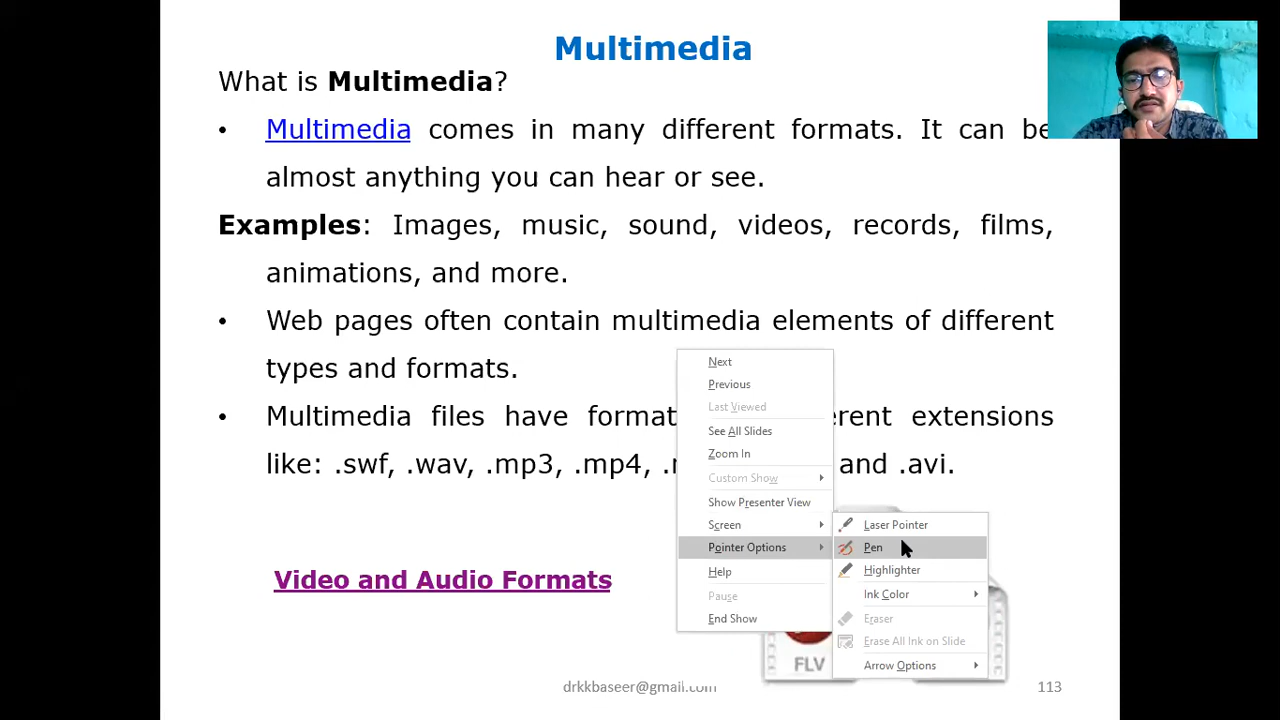 Multimedia
What is Multimedia?
• Multimedia comes in many different formats. It can be
almost anything you can hear or see.
Examples: Images, music, sound, videos, records, films,
animations, and more.
• Web pages often contain multimedia elements of different
types and formats.
• Multimedia files have format erent extensions
like: .swf, .wav, .mp3, .mp4, and .avi.
Next
Previous
Last Viewed
See All Slides
Zoom In
Custom Show
Show Presenter View
Screen
Pointer Options
Help
Pause
End Show
Laser Pointer
Pen
Highlighter
Ink Color
Eraser
Erase All Ink on Slide
Arrow Options
Video and Audio Formats
FLV
drkkbaseer@gmail.com
113